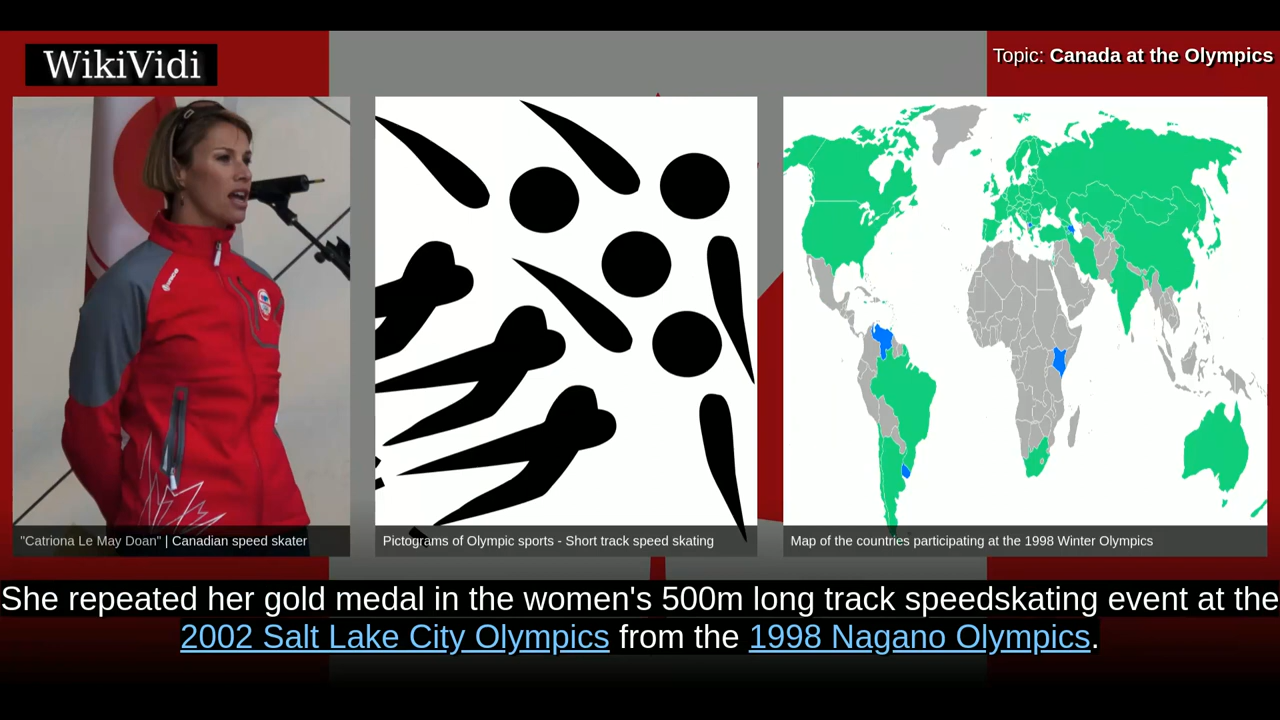 WikiVidi
Topic: Canada at the Olympics
"Catriona Le May Doan" | Canadian speed skater
Pictograms of Olympic sports - Short track speed skating
Map of the countries participating at the 1998 Winter Olympics
She repeated her gold medal in the women's 500m long track speedskating event at the
2002 Salt Lake City Olympics from the 1998 Nagano Olympics.